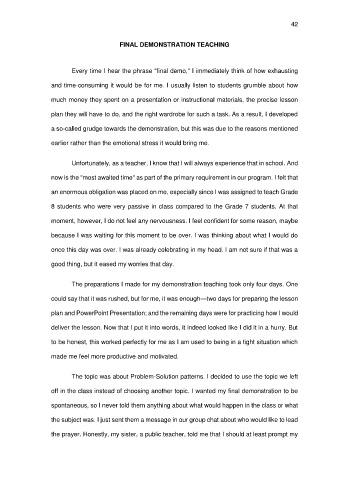 42
FINAL DEMONSTRATION TEACHING
Every time I hear the phrase "final demo," I immediately think of how exhausting
and time-consuming it would be for me. I usually listen to students grumble about how
much money they spent on a presentation or instructional materials, the precise lesson
plan they will have to do, and the right wardrobe for such a task. As a result, I developed
a so-called grudge towards the demonstration, but this was due to the reasons mentioned
earlier rather than the emotional stress it would bring me.
Unfortunately, as a teacher, I know that I will always experience that in school. And
now is the "most awaited time" as part of the primary requirement in our program. I felt that
an enormous obligation was placed on me, especially since I was assigned to teach Grade
8 students who were very passive in class compared to the Grade 7 students. At that
moment, however, I do not feel any nervousness. I feel confident for some reason, maybe
because I was waiting for this moment to be over. I was thinking about what I would do
once this day was over. I was already celebrating in my head. I am not sure if that was a
good thing, but it eased my worries that day.
The preparations I made for my demonstration teaching took only four days. One
could say that it was rushed, but for me, it was enough—two days for preparing the lesson
plan and PowerPoint Presentation; and the remaining days were for practicing how I would
deliver the lesson. Now that I put it into words, it indeed looked like I did it in a hurry. But
to be honest, this worked perfectly for me as I am used to being in a tight situation which
made me feel more productive and motivated.
The topic was about Problem-Solution patterns. I decided to use the topic we left
off in the class instead of choosing another topic. I wanted my final demonstration to be
spontaneous, so I never told them anything about what would happen in the class or what
the subject was. I just sent them a message in our group chat about who would like to lead
the prayer. Honestly, my sister, a public teacher, told me that I should at least prompt my